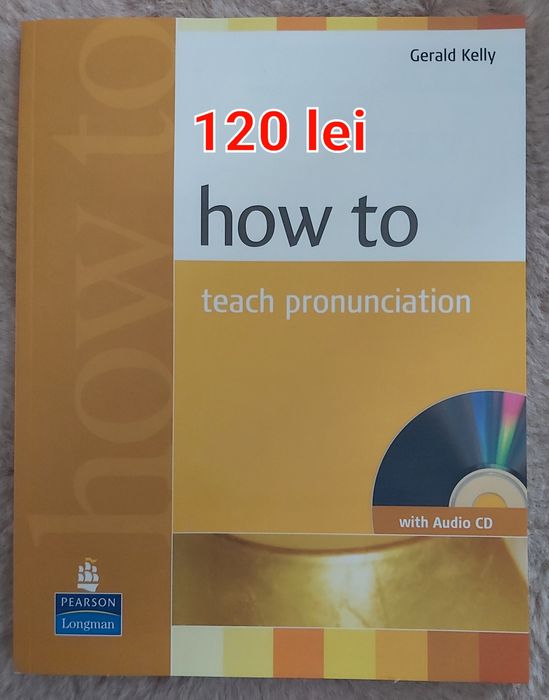 Gerald Kelly
120 lei
how to
how to
teach pronunciation
with Audio CD
PEARSON
Longman